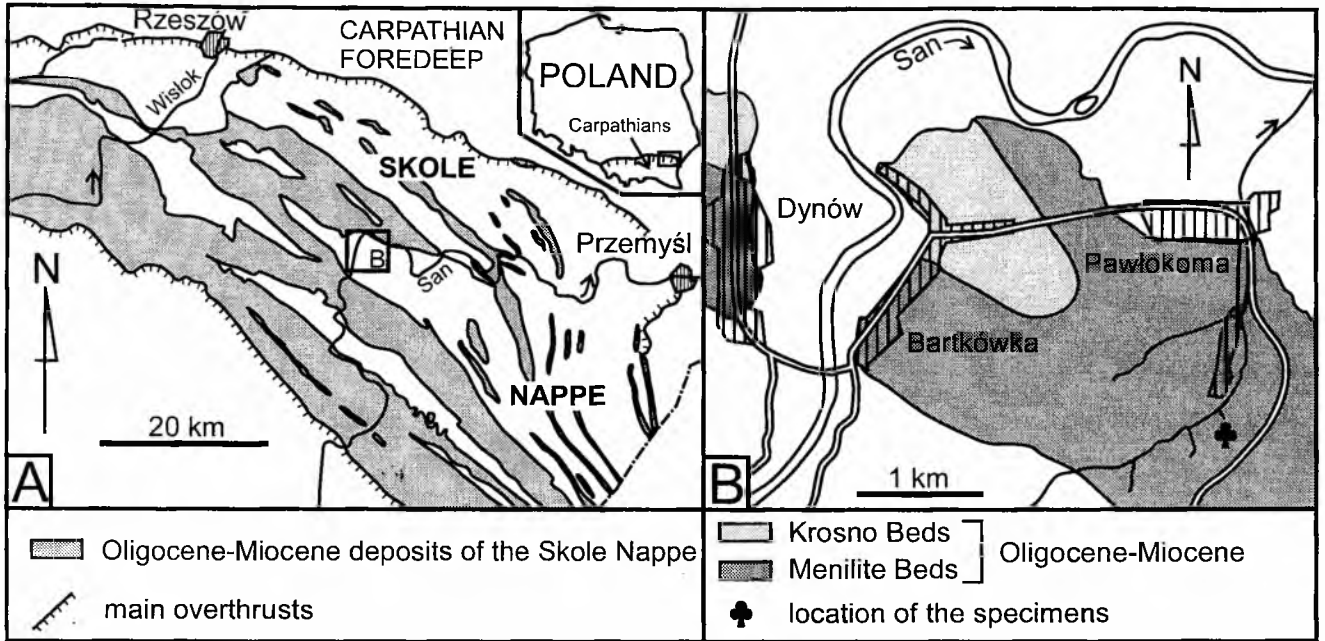 Rzeszów
CARPATHIAN
FOREDEEP
POLAND
Carpathians
Wisłok
SKOLE
Przemyśl
B
San
N
NAPPE
San
20 km
A
San
N
Dynów
Pawłokoma
Bartkówka
1 km
B
Oligocene-Miocene deposits of the Skole Nappe
main overthrusts
Krosno Beds
Menilite Beds
Oligocene-Miocene
location of the specimens